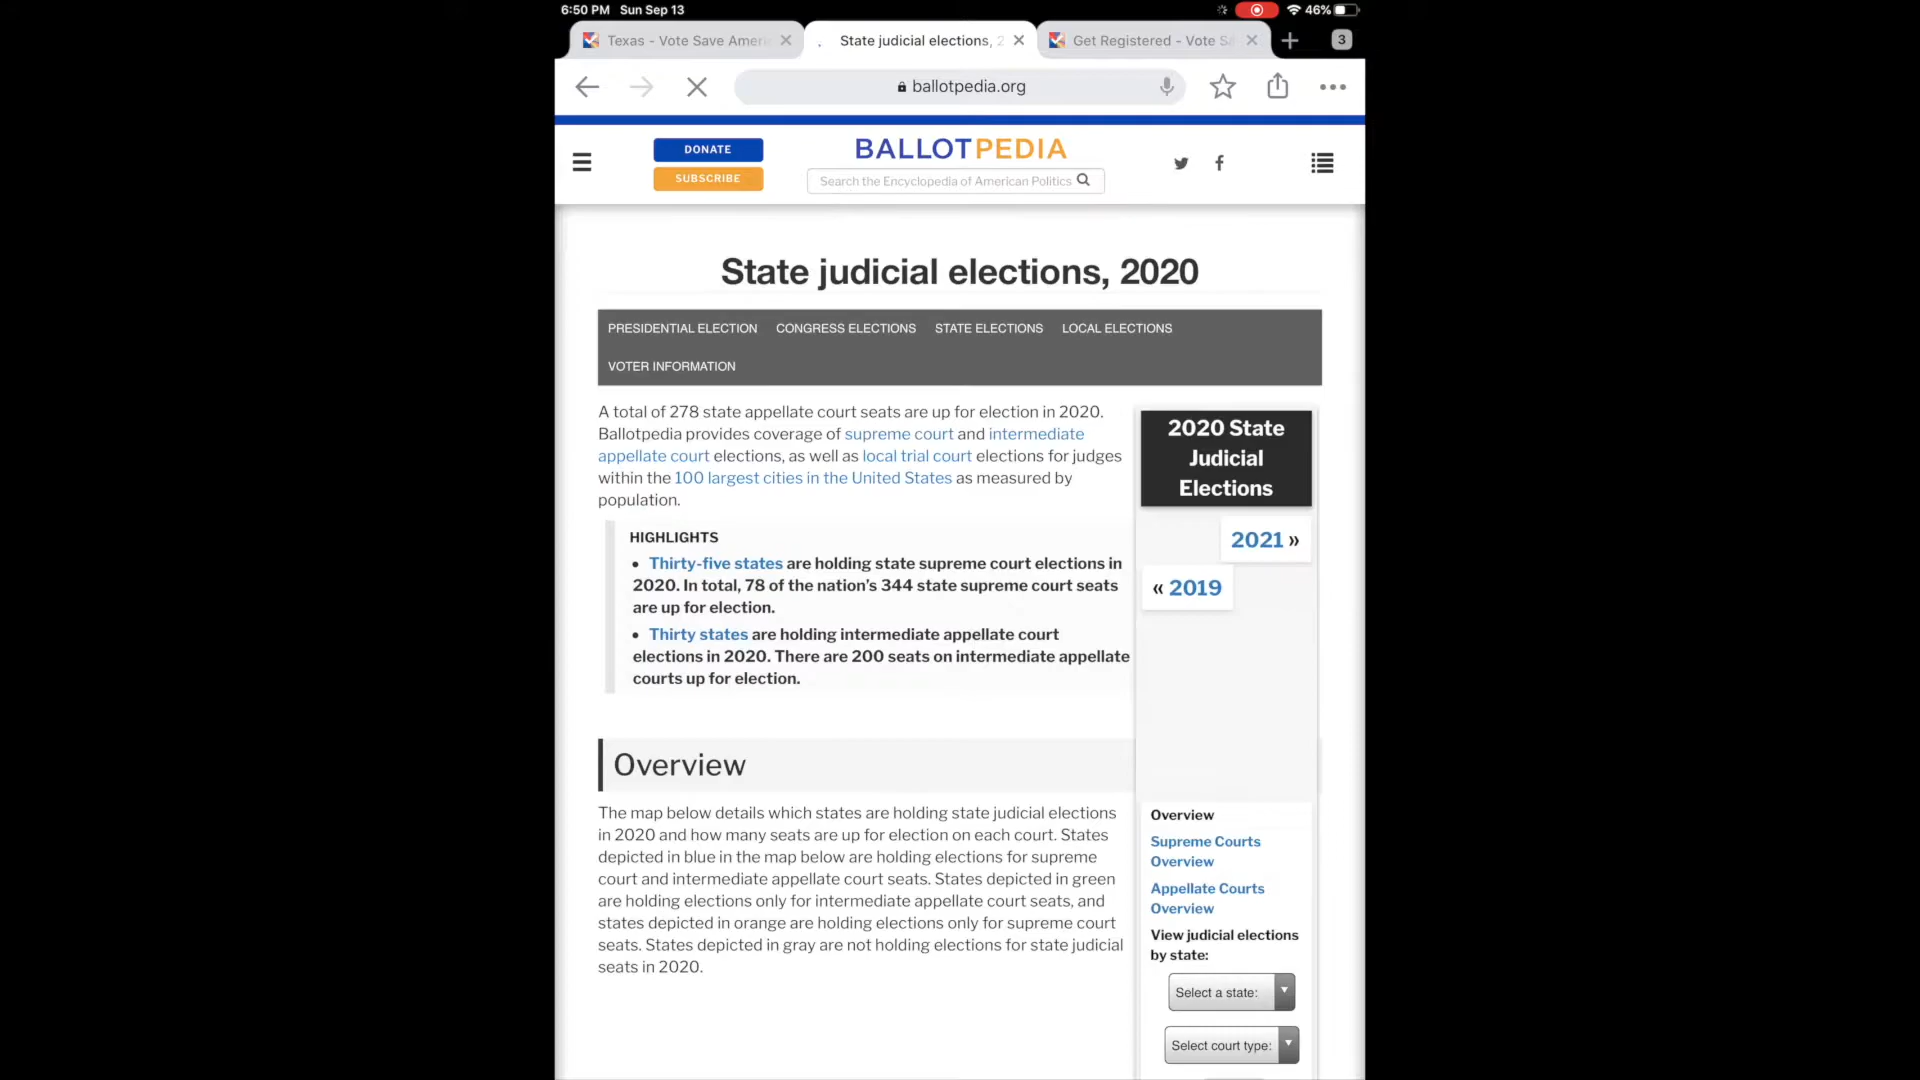 6:50 PM Sun Sep 13
46%
Texas - Vote Save Ameri
State judicial elections, 2
Get Registered - Vote Sa
3
ballotpedia.org
DONATE
SUBSCRIBE
BALLOTPEDIA
Search the Encyclopedia of American Politics
State judicial elections, 2020
PRESIDENTIAL ELECTION CONGRESS ELECTIONS STATE ELECTIONS LOCAL ELECTIONS
VOTER INFORMATION
A total of 278 state appellate court seats are up for election in 2020.
Ballotpedia provides coverage of supreme court and intermediate
appellate court elections, as well as local trial court elections for judges
within the 100 largest cities in the United States as measured by
population.
HIGHLIGHTS
• Thirty-five states are holding state supreme court elections in
2020. In total, 78 of the nation's 344 state supreme court seats
are up for election.
• Thirty states are holding intermediate appellate court
elections in 2020. There are 200 seats on intermediate appellate
courts up for election.
Overview
The map below details which states are holding state judicial elections
in 2020 and how many seats are up for election on each court. States
depicted in blue in the map below are holding elections for supreme
court and intermediate appellate court seats. States depicted in green
are holding elections only for intermediate appellate court seats, and
states depicted in orange are holding elections only for supreme court
seats. States depicted in gray are not holding elections for state judicial
seats in 2020.
2020 State
Judicial
Elections
2021 »
« 2019
Overview
Supreme Courts
Overview
Appellate Courts
Overview
View judicial elections
by state:
Select a state:
Select court type: